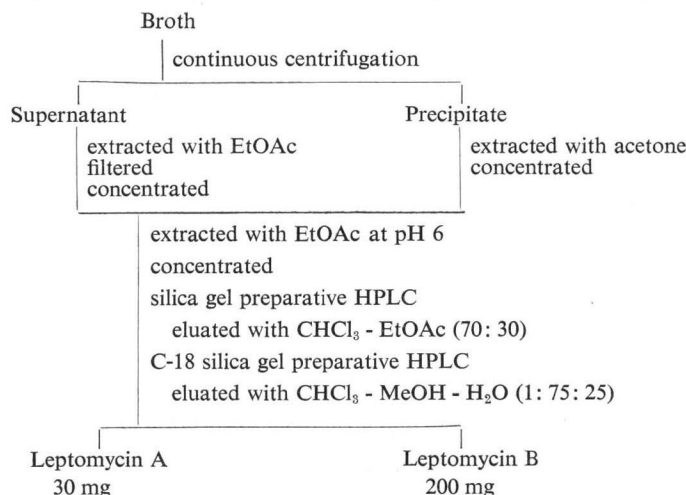 Broth
continuous centrifugation
Supernatant
Precipitate
extracted with EtOAc
filtered
concentrated
extracted with acetone
concentrated
extracted with EtOAc at pH 6
concentrated
silica gel preparative HPLC
eluated with CHCl₃ - EtOAc (70: 30)
C-18 silica gel preparative HPLC
eluated with CHCl₃ - MeOH - H₂O (1: 75: 25)
Leptomycin A
30 mg
Leptomycin B
200 mg